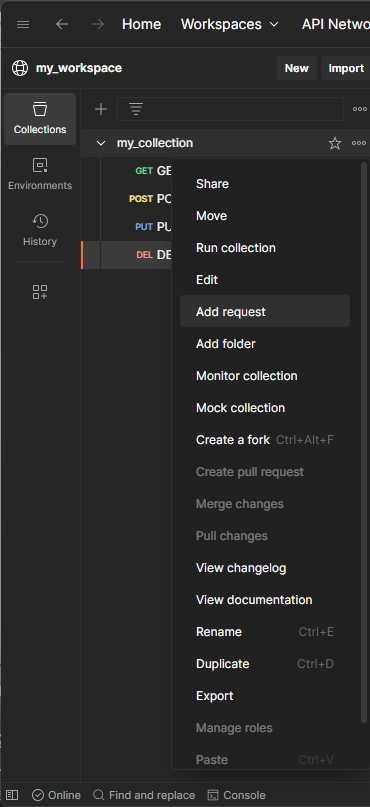 Home Workspaces API Netwo
my_workspace New Import
Collections
my_collection
GET GE
POST PO
PUT PU
DEL DE
Environments
History
Share
Move
Run collection
Edit
Add request
Add folder
Monitor collection
Mock collection
Create a fork Ctrl+Alt+F
Create pull request
Merge changes
Pull changes
View changelog
View documentation
Rename Ctrl+E
Duplicate Ctrl+D
Export
Manage roles
Paste Ctrl+V
Online Find and replace Console